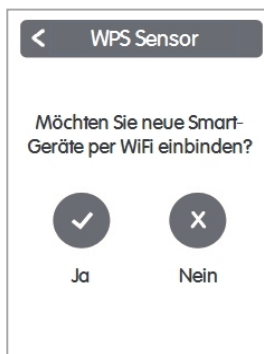 WPS Sensor
Möchten Sie neue Smart-
Geräte per WiFi einbinden?
Ja Nein